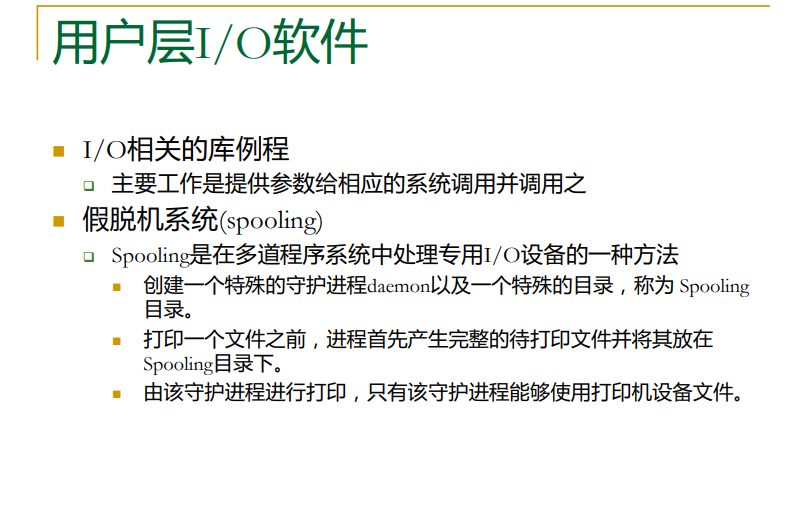 用户层I/O软件
I/O相关的库例程
主要工作是提供参数给相应的系统调用并调用之
假脱机系统(spooling)
Spooling是在多道程序系统中处理专用I/O设备的一种方法
创建一个特殊的守护进程daemon以及一个特殊的目录，称为 Spooling
目录。
打印一个文件之前，进程首先产生完整的待打印文件并将其放在
Spooling目录下。
由该守护进程进行打印，只有该守护进程能够使用打印机设备文件。